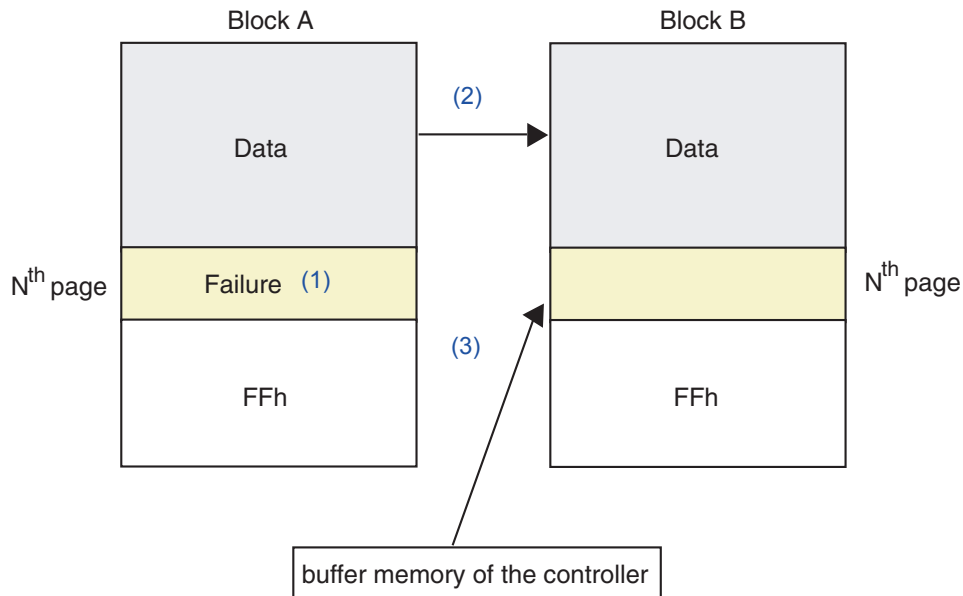 Block A
Block B
(2)
Data
Data
Nth page
Failure (1)
Nth page
(3)
FFh
FFh
buffer memory of the controller